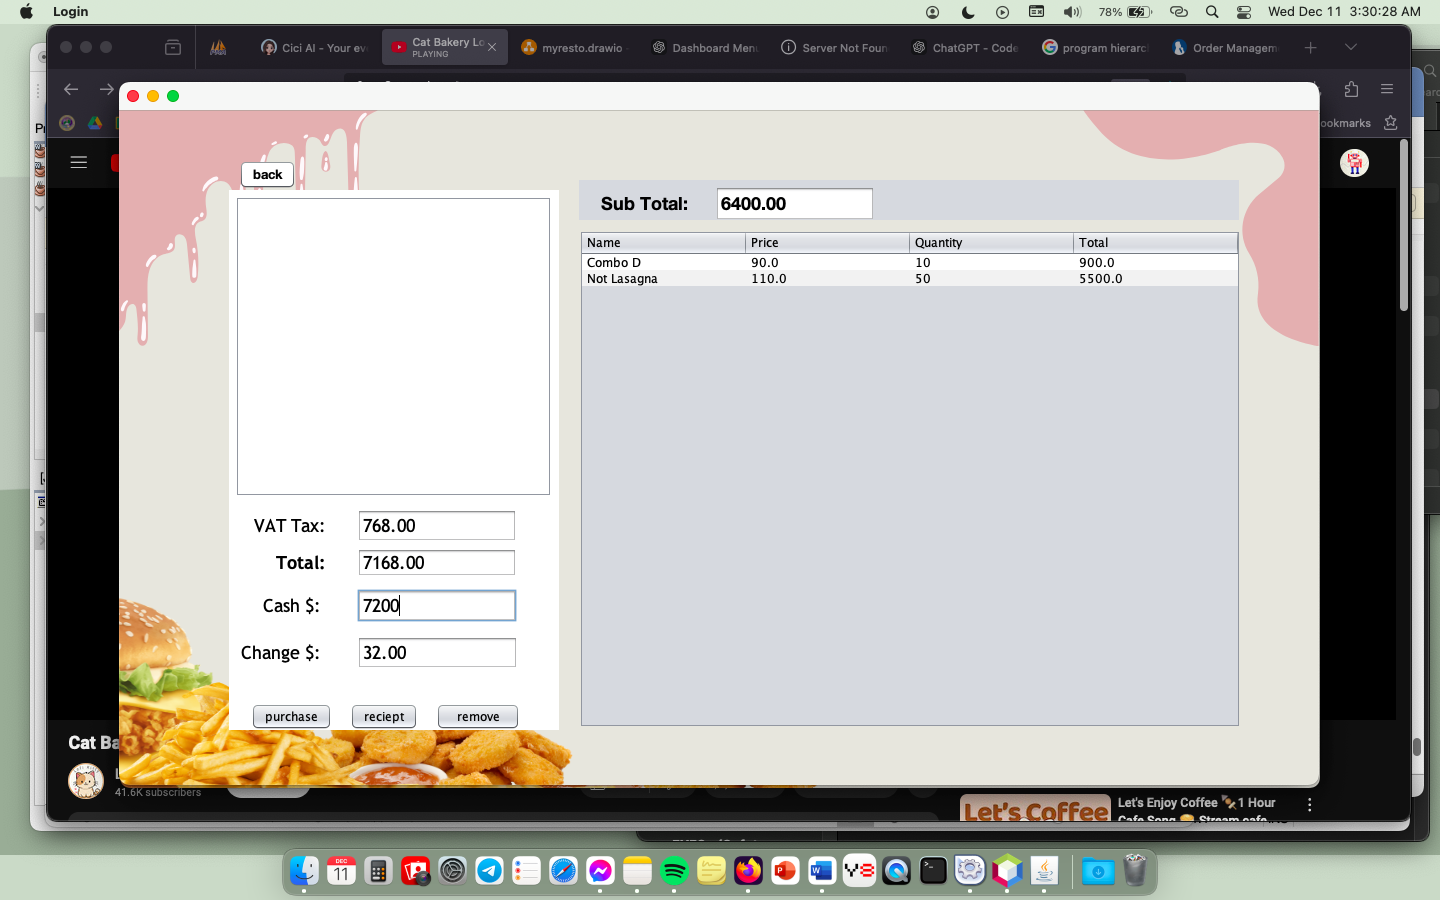 Login
78%
Wed Dec 11 3:30:28 AM
Cici AI - Your ev
Cat Bakery Lo
PLAYING
myresto.drawio
Dashboard Menu
Server Not Foun
ChatGPT - Code
program hierarc
Order Managem
ookmarks
back
Sub Total: 6400.00
Name Price Quantity Total
Combo D 90.0 10 900.0
Not Lasagna 110.0 50 5500.0
VAT Tax: 768.00
Total: 7168.00
Cash $: 7200
Change $: 32.00
purchase reciept remove
Cat Ba
41.6K subscribers
Let's Coffee
Let's Enjoy Coffee 1 Hour
Cafe Song Stream cafe
DEC
11